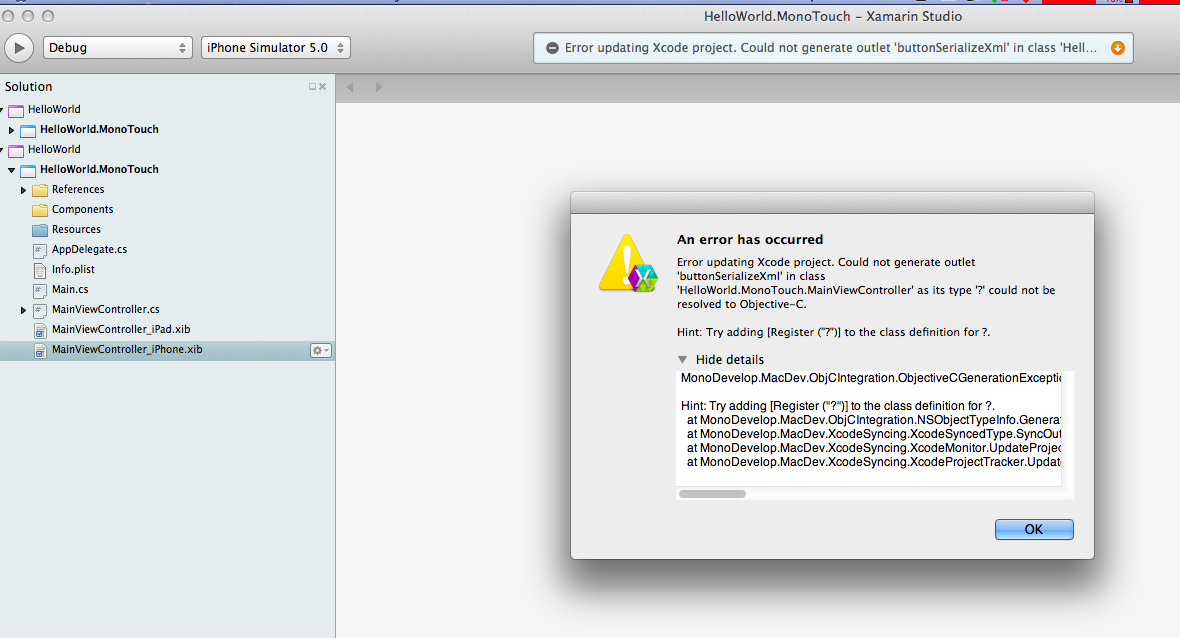 HelloWorld.MonoTouch – Xamarin Studio
Debug
iPhone Simulator 5.0
Error updating Xcode project. Could not generate outlet 'buttonSerializeXml' in class 'Hell...
Solution
HelloWorld
HelloWorld.MonoTouch
HelloWorld
HelloWorld.MonoTouch
References
Components
Resources
AppDelegate.cs
Info.plist
Main.cs
MainViewController.cs
MainViewController_iPad.xib
MainViewController_iPhone.xib
An error has occurred
Error updating Xcode project. Could not generate outlet
'buttonSerializeXml' in class
'HelloWorld.MonoTouch.MainViewController' as its type '?' could not be
resolved to Objective-C.
Hint: Try adding [Register ("?")] to the class definition for ?.
Hide details
MonoDevelop.MacDev.ObjCIntegration.ObjectiveCGenerationExceptio
Hint: Try adding [Register ("?")] to the class definition for ?.
at MonoDevelop.MacDev.ObjCIntegration.NSObjectTypeInfo.Generat
at MonoDevelop.MacDev.XcodeSyncing.XcodeSyncedType.SyncOut
at MonoDevelop.MacDev.XcodeSyncing.XcodeMonitor.UpdateProjec
at MonoDevelop.MacDev.XcodeSyncing.XcodeProjectTracker.Updat
OK